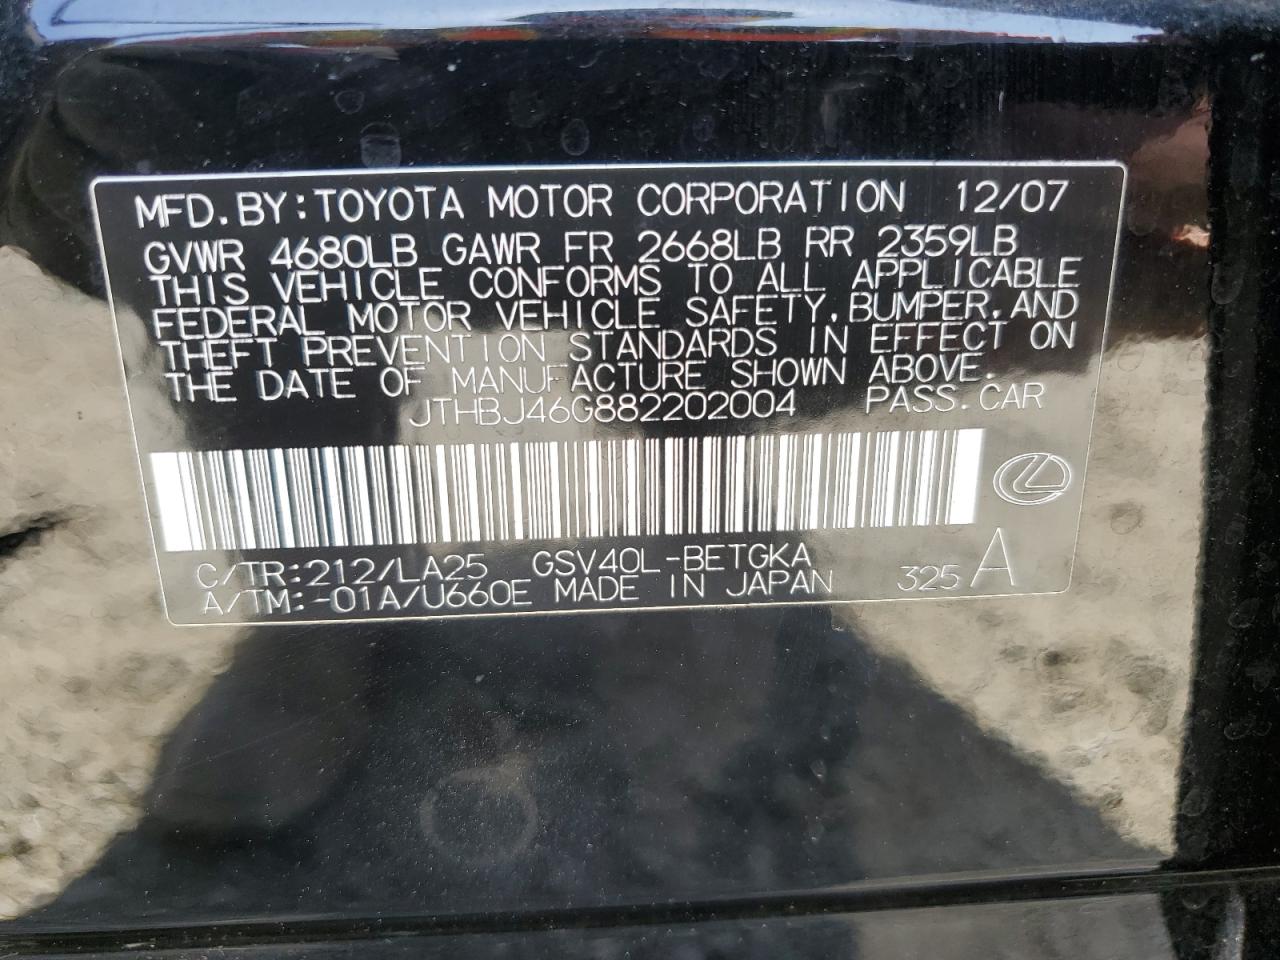 MFD.BY:TOYOTA MOTOR CORPORATION 12/07
GVWR 4680LB GAWR FR 2668LB RR 2359LB
THIS VEHICLE CONFORMS TO ALL APPLICABLE
FEDERAL MOTOR VEHICLE SAFETY,BUMPER,AND
THEFT PREVENTION STANDARDS IN EFFECT ON
THE DATE OF MANUFACTURE SHOWN ABOVE.
JTHBJ46G882202004 PASS.CAR
C/TR:212/LA25 GSV40L-BETGKA
A/TM:-01A/U660E MADE IN JAPAN 325 A